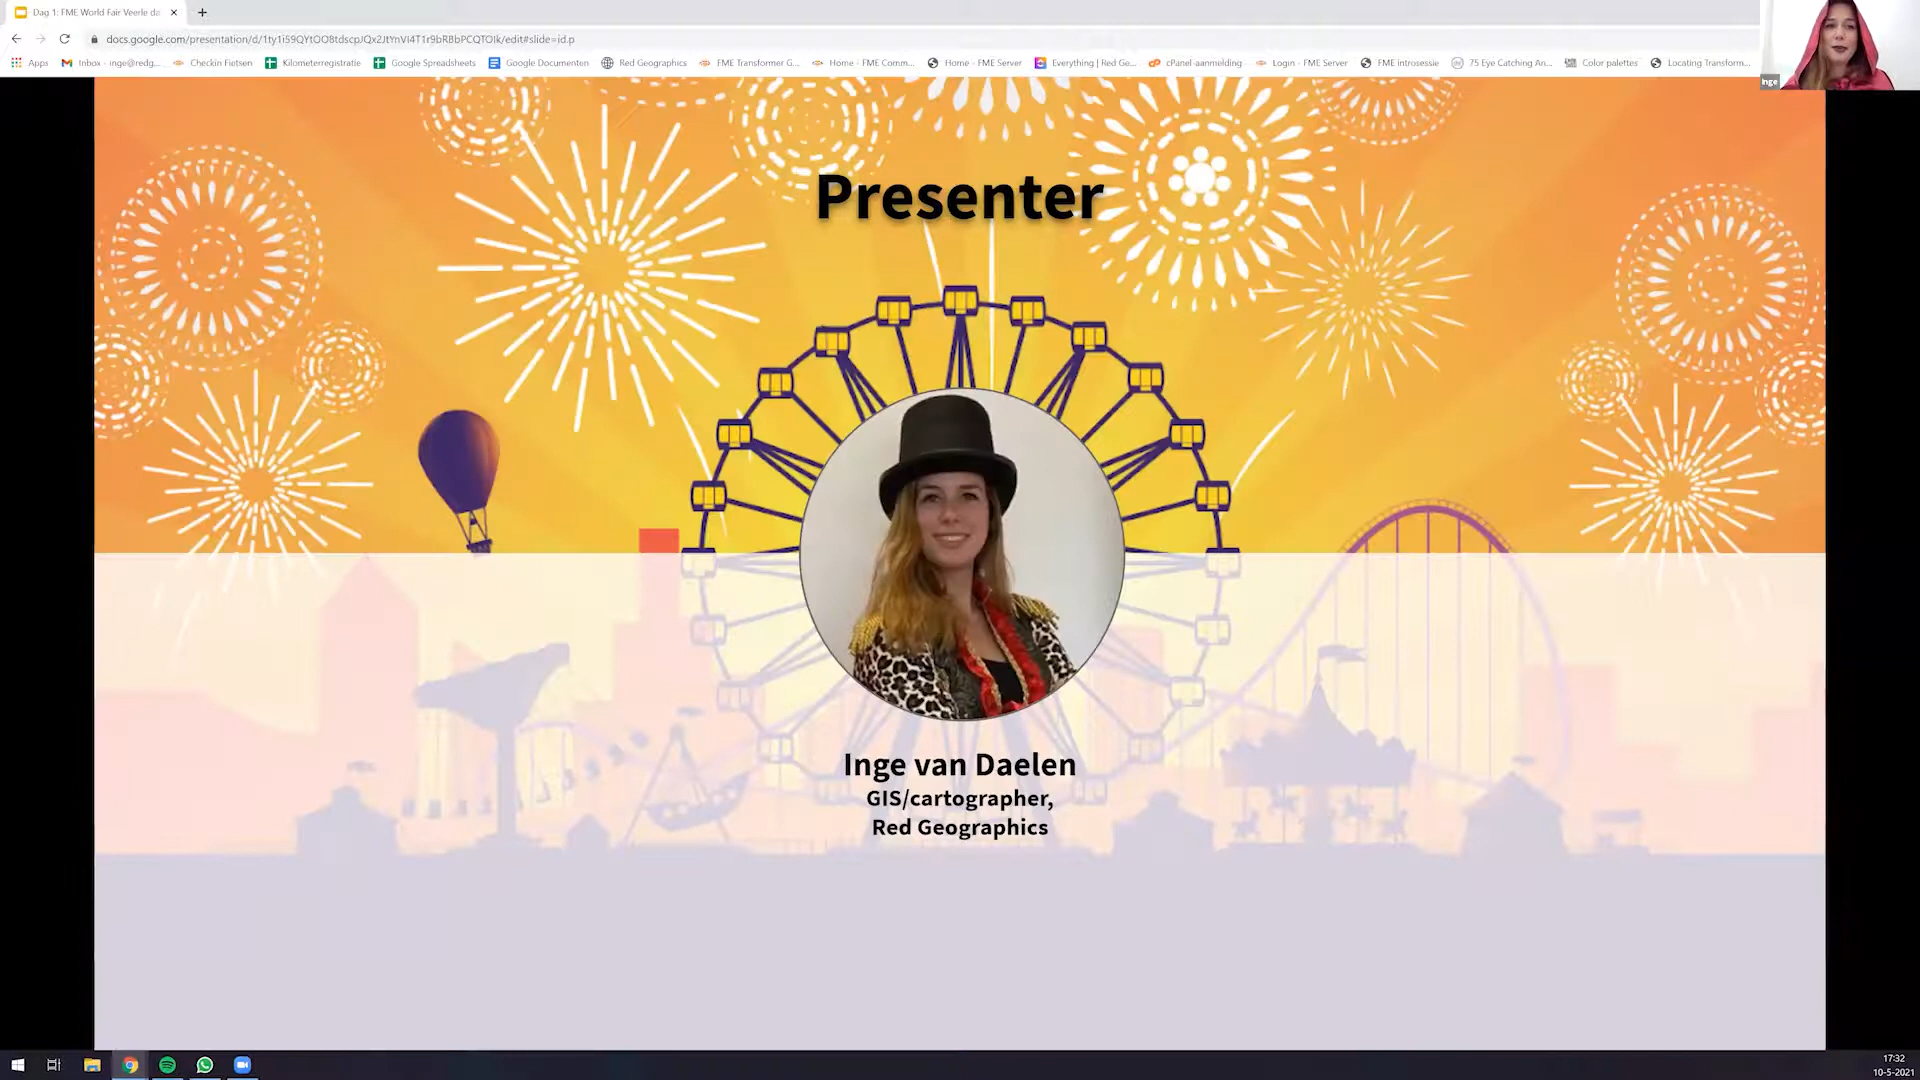 Dag 1: FME World Fair Veerle da
docs.google.com/presentation/d/1ty1i59QYtOO8tdscpJQx2JtYnVI4T1r9bRBbPCQTOIk/edit#slide=id.p
Apps
Inbox - inge@redg...
Checkin Fietsen
Kilometerregistratie
Google Spreadsheets
Google Documenten
Red Geographics
FME Transformer G...
Home - FME Comm...
Home - FME Server
Everything | Red Ge...
cPanel-aanmelding
Login - FME Server
FME introsessie
75 Eye Catching An...
Color palettes
Locating Transform...
Inge
Presenter
Inge van Daelen
GIS/cartographer,
Red Geographics
17:32
10-5-2021